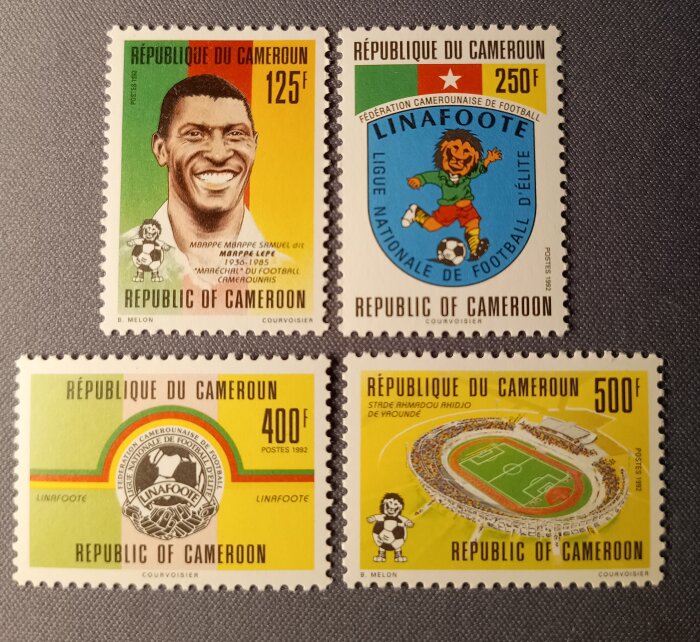 RÉPUBLIQUE DU CAMEROUN
POSTES 1992
125F
MBAPPE MBAPPE SAMUEL dit
MBAPPE LEPE
1936-1985
"MARÉCHAL" DU FOOTBALL
CAMEROUNAIS
REPUBLIC OF CAMEROON
B. MELON COURVOISIER
RÉPUBLIQUE DU CAMEROUN
250F
FÉDÉRATION CAMEROUNAISE DE FOOTBALL
LINAFOOTE
LIGUE NATIONALE DE FOOTBALL D'ÉLITE
POSTES 1992
REPUBLIC OF CAMEROON
COURVOISIER
RÉPUBLIQUE DU CAMEROUN
400F
POSTES 1992
FÉDÉRATION CAMEROUNAISE DE FOOTBALL
LIGUE NATIONALE DE FOOTBALL D'ÉLITE
LINAFOOTE
LINAFOOTE LINAFOOTE
REPUBLIC OF CAMEROON
COURVOISIER
RÉPUBLIQUE DU CAMEROUN
500F
STADE AHMADOU AHIDJO
DE YAOUNDÉ
POSTES 1992
REPUBLIC OF CAMEROON
B. MELON COURVOISIER